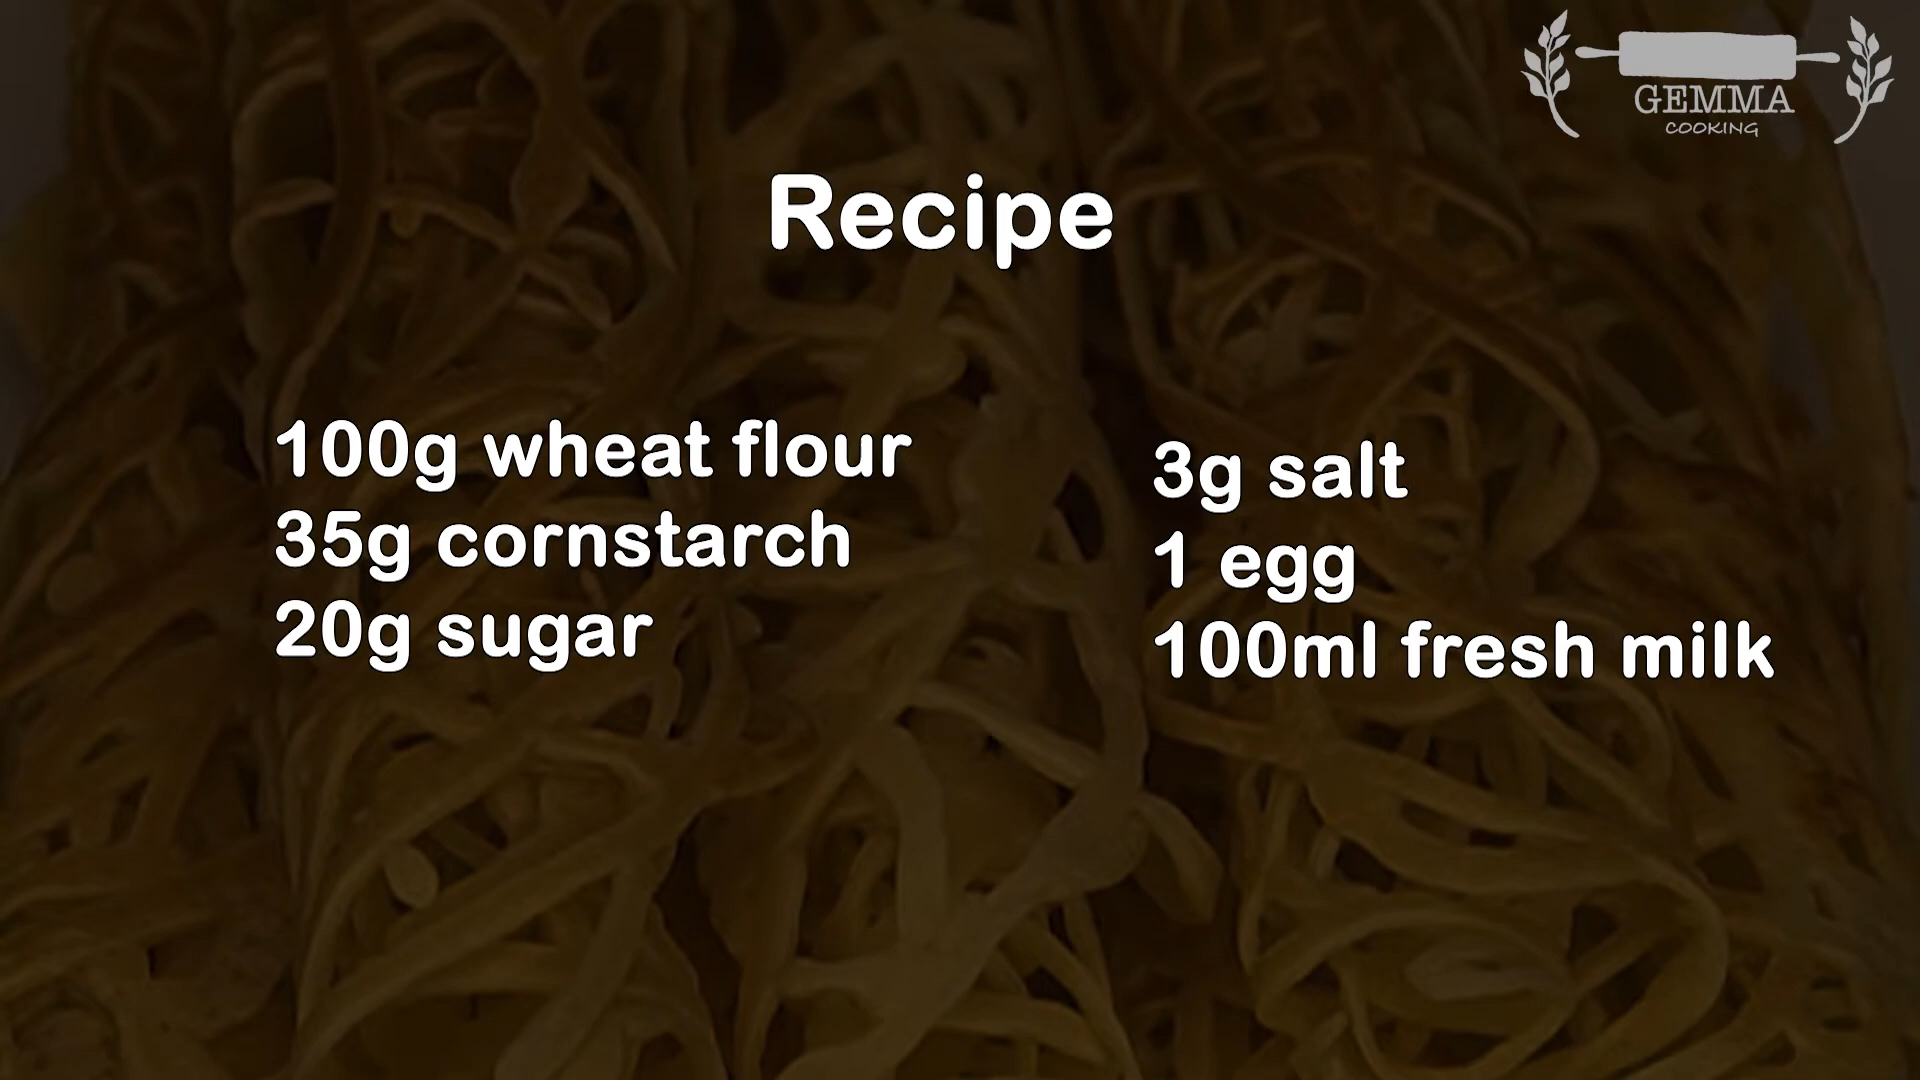 GEMMA
COOKING
Recipe
100g wheat flour
35g cornstarch
20g sugar
3g salt
1 egg
100ml fresh milk